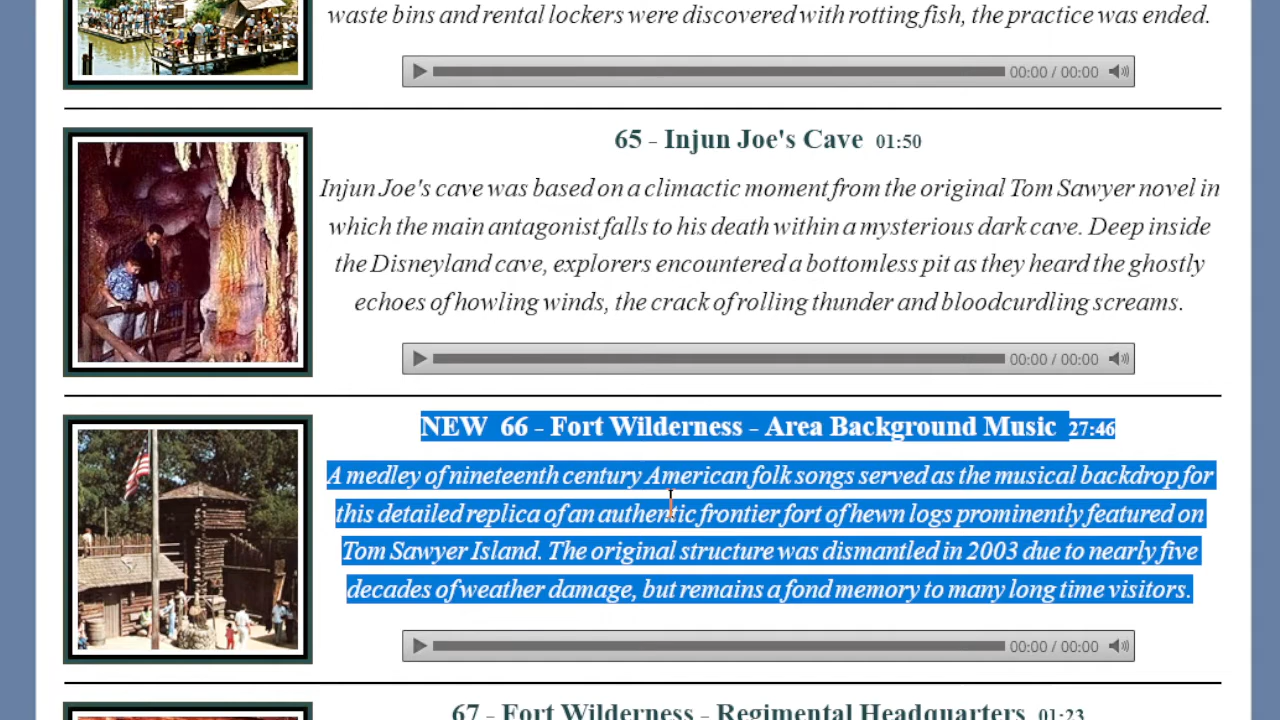 waste bins and rental lockers were discovered with rotting fish, the practice was ended.
00:00 / 00:00
65 - Injun Joe's Cave 01:50
Injun Joe's cave was based on a climactic moment from the original Tom Sawyer novel in
which the main antagonist falls to his death within a mysterious dark cave. Deep inside
the Disneyland cave, explorers encountered a bottomless pit as they heard the ghostly
echoes of howling winds, the crack of rolling thunder and bloodcurdling screams.
00:00 / 00:00
NEW 66 - Fort Wilderness - Area Background Music 27:46
A medley of nineteenth century American folk songs served as the musical backdrop for
this detailed replica of an authentic frontier fort of hewn logs prominently featured on
Tom Sawyer Island. The original structure was dismantled in 2003 due to nearly five
decades of weather damage, but remains a fond memory to many long time visitors.
00:00 / 00:00
67 - Fort Wilderness - Regimental Headquarters 01:23